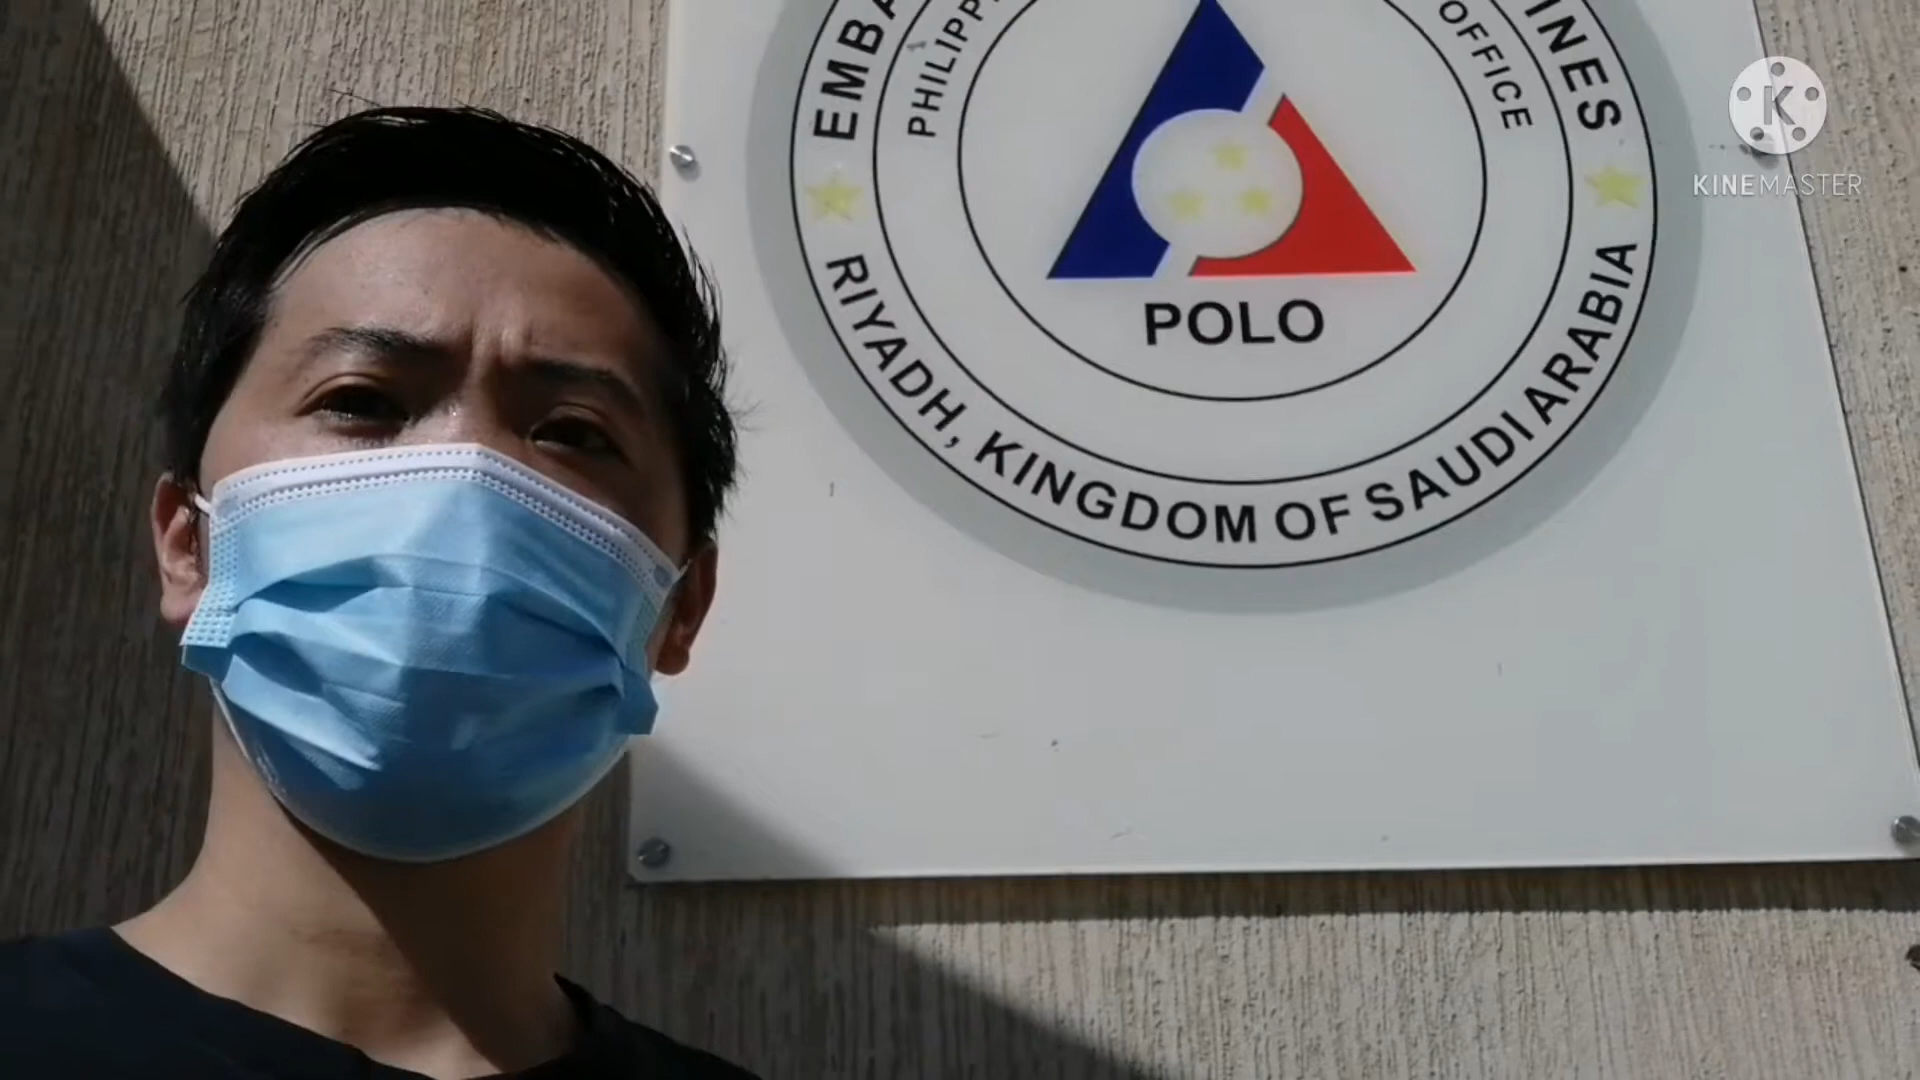 EMBA
INES
PHILIPP
OFFICE
POLO
RIYADH, KINGDOM OF SAUDI ARABIA
K
KINEMASTER